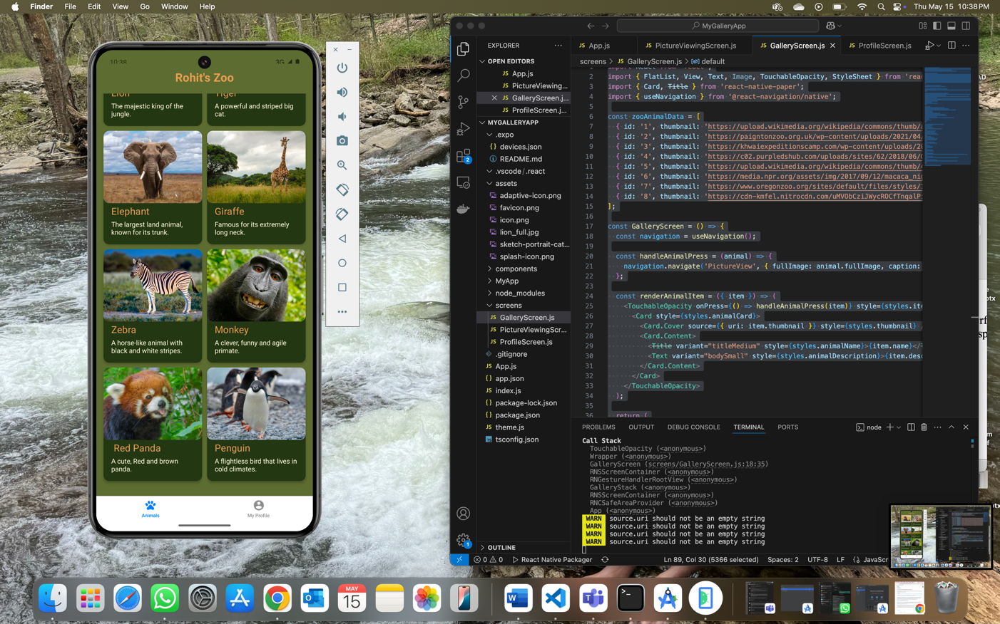 Finder File Edit View Go Window Help
Thu May 15 10:38 PM
10:38
3G
Rohit's Zoo
Lion
The majestic king of the
jungle.
Tiger
A powerful and striped big
cat.
Elephant
The largest land animal,
known for its trunk.
Giraffe
Famous for its extremely
long neck.
Zebra
A horse-like animal with
black and white stripes.
Monkey
A clever, funny and agile
primate.
Red Panda
A cute, Red and brown
panda.
Penguin
A flightless bird that lives in
cold climates.
Animals
My Profile
MyGalleryApp
EXPLORER
OPEN EDITORS
JS App.js
JS PictureViewing...
JS GalleryScreen.j...
JS ProfileScreen.j...
MYGALLERYAPP
.expo
{} devices.json
README.md
.vscode/.react
assets
adaptive-icon.png
favicon.png
icon.png
lion_full.jpg
sketch-portrait-cat...
splash-icon.png
components
MyApp
node_modules
screens
JS GalleryScreen.js
JS PictureViewingScr...
JS ProfileScreen.js
.gitignore
JS App.js
{} app.json
JS index.js
{} package-lock.json
{} package.json
JS theme.js
tsconfig.json
OUTLINE
2
1
JS App.js
JS PictureViewingScreen.js
JS GalleryScreen.js
JS ProfileScreen.js
screens > JS GalleryScreen.js > default
1 import React from 'react';
2 import { FlatList, View, Text, Image, TouchableOpacity, StyleSheet } from 'rea
3 import { Card, Title } from 'react-native-paper';
4 import { useNavigation } from '@react-navigation/native';
5
6 const zooAnimalData = [
7 { id: '1', thumbnail: 'https://upload.wikimedia.org/wikipedia/commons/thumb/
8 { id: '2', thumbnail: 'https://paigntonzoo.org.uk/wp-content/uploads/2021/04
9 { id: '3', thumbnail: 'https://khwaiexpeditionscamp.com/wp-content/uploads/20
10 { id: '4', thumbnail: 'https://c02.purpledshub.com/uploads/sites/62/2018/06/
11 { id: '5', thumbnail: 'https://upload.wikimedia.org/wikipedia/commons/thumb/
12 { id: '6', thumbnail: 'https://media.npr.org/assets/img/2017/09/12/macaca_ni
13 { id: '7', thumbnail: 'https://www.oregonzoo.org/sites/default/files/styles/
14 { id: '8', thumbnail: 'https://cdn-kmfel.nitrocdn.com/uMVObCziJWycROCfTnqalP
15 ];
16
17 const GalleryScreen = () => {
18 const navigation = useNavigation();
19
20 const handleAnimalPress = (animal) => {
21 navigation.navigate('PictureView', { fullImage: animal.fullImage, caption:
22 };
23
24 const renderAnimalItem = ({ item }) => (
25 <TouchableOpacity onPress={() => handleAnimalPress(item)} style={styles.ite
26 <Card style={styles.animalCard}>
27 <Card.Cover source={{ uri: item.thumbnail }} style={styles.thumbnail}
28 <Card.Content>
29 <Title variant="titleMedium" style={styles.animalName}>{item.name}</
30 <Text variant="bodySmall" style={styles.animalDescription}>{item.desc
31 </Card.Content>
32 </Card>
33 </TouchableOpacity>
34 );
35
36 return (
PROBLEMS OUTPUT DEBUG CONSOLE TERMINAL PORTS
node
Call Stack
TouchableOpacity (<anonymous>)
Wrapper (<anonymous>)
GalleryScreen (screens/GalleryScreen.js:18:35)
RNSScreenContainer (<anonymous>)
RNGestureHandlerRootView (<anonymous>)
GalleryStack (<anonymous>)
RNSScreenContainer (<anonymous>)
RNCSafeAreaProvider (<anonymous>)
App (<anonymous>)
WARN source.uri should not be an empty string
WARN source.uri should not be an empty string
WARN source.uri should not be an empty string
WARN source.uri should not be an empty string
0 0 React Native Packager Ln 89, Col 30 (5366 selected) Spaces: 2 UTF-8 LF JavaScr
MAY
15